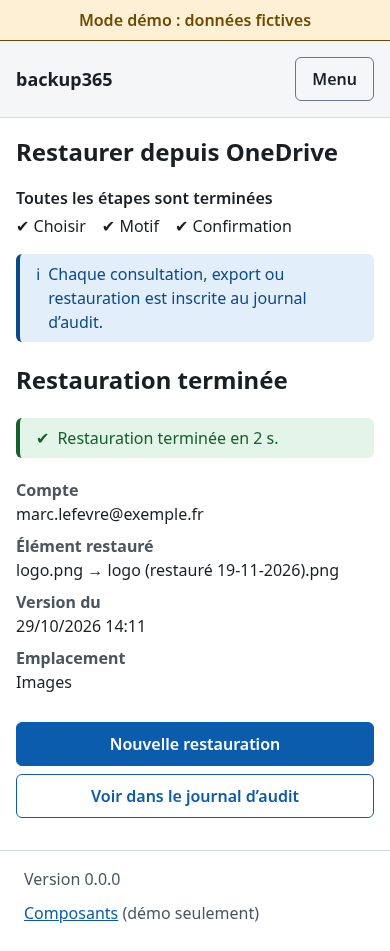 Mode démo : données fictives
backup365
Menu
Restaurer depuis OneDrive
Toutes les étapes sont terminées
✔ Choisir ✔ Motif ✔ Confirmation
i Chaque consultation, export ou
restauration est inscrite au journal
d’audit.
Restauration terminée
✔ Restauration terminée en 2 s.
Compte
marc.lefevre@exemple.fr
Élément restauré
logo.png → logo (restauré 19-11-2026).png
Version du
29/10/2026 14:11
Emplacement
Images
Nouvelle restauration
Voir dans le journal d’audit
Version 0.0.0
Composants (démo seulement)